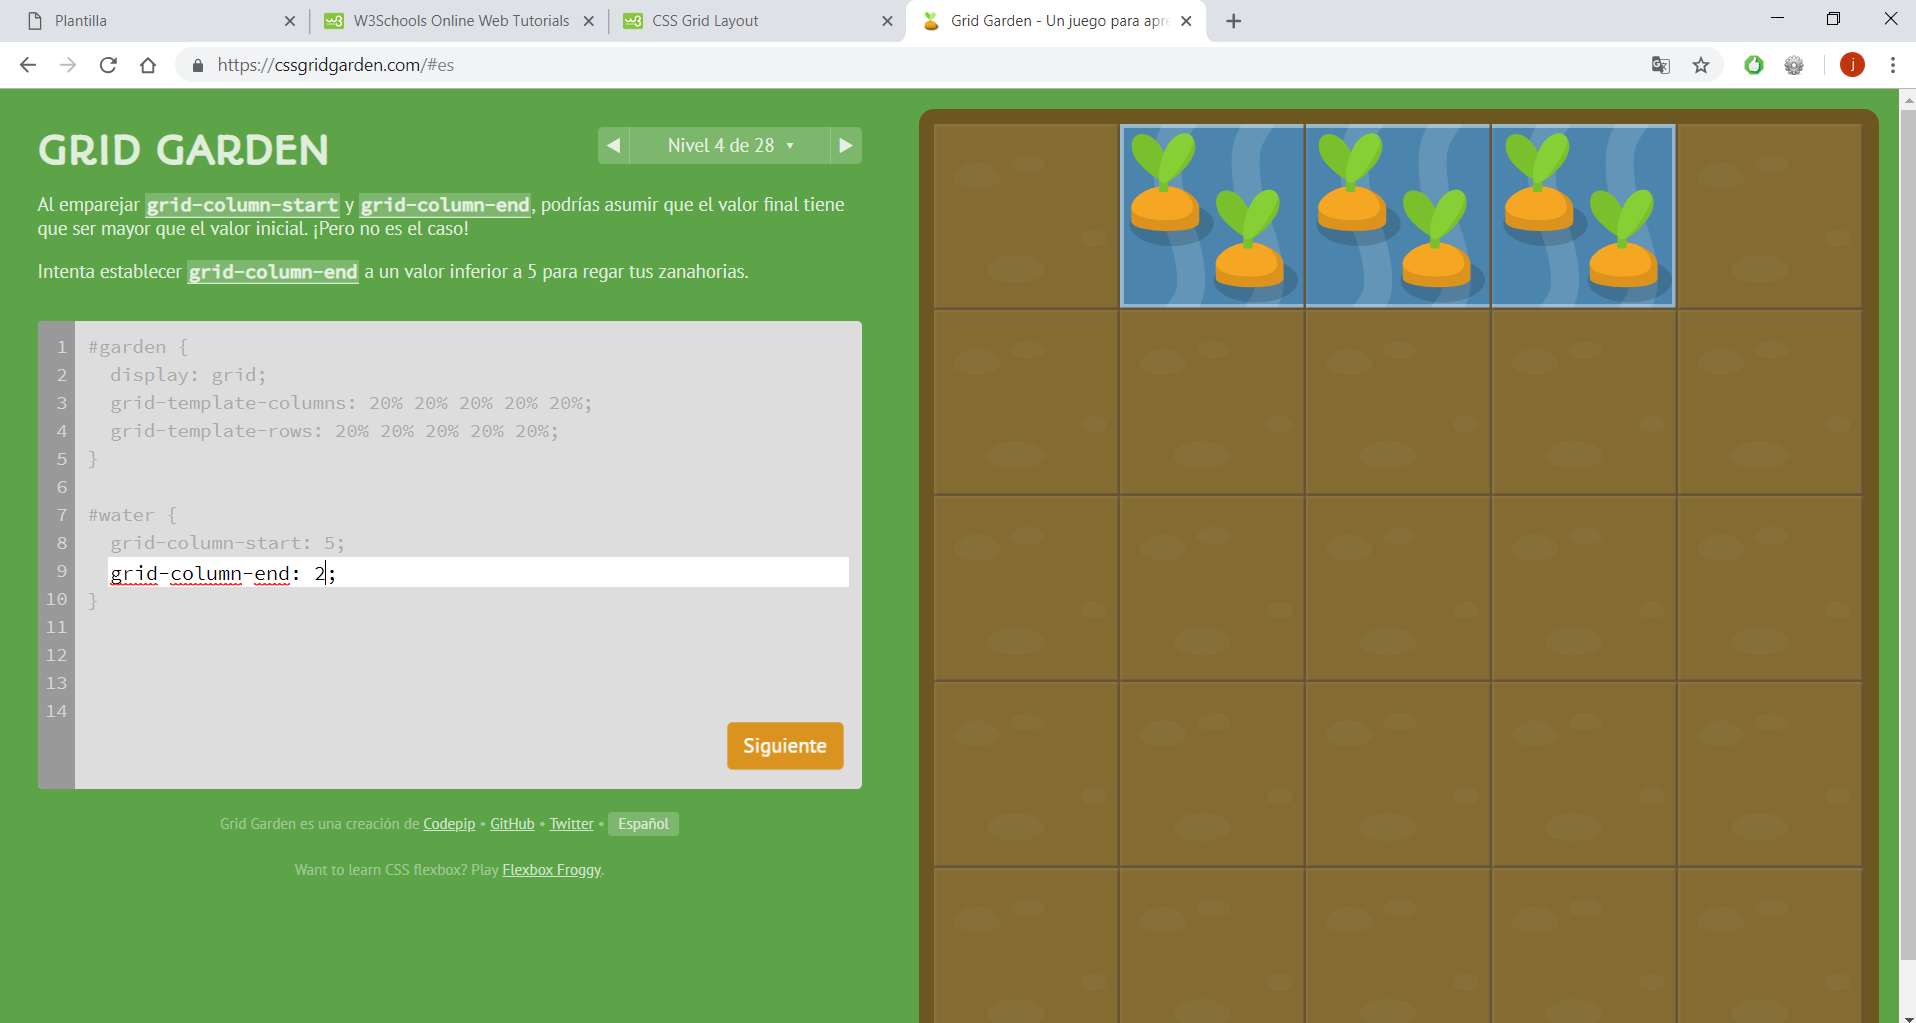 Plantilla
W3Schools Online Web Tutorials
CSS Grid Layout
Grid Garden - Un juego para apre
https://cssgridgarden.com/#es
j
GRID GARDEN
Nivel 4 de 28
Al emparejar grid-column-start y grid-column-end, podrías asumir que el valor final tiene
que ser mayor que el valor inicial. ¡Pero no es el caso!
Intenta establecer grid-column-end a un valor inferior a 5 para regar tus zanahorias.
1 #garden {
2 display: grid;
3 grid-template-columns: 20% 20% 20% 20% 20%;
4 grid-template-rows: 20% 20% 20% 20% 20%;
5 }
6
7 #water {
8 grid-column-start: 5;
9 grid-column-end: 2;
10 }
11
12
13
14
Siguiente
Grid Garden es una creación de Codepip • GitHub • Twitter • Español
Want to learn CSS flexbox? Play Flexbox Froggy.